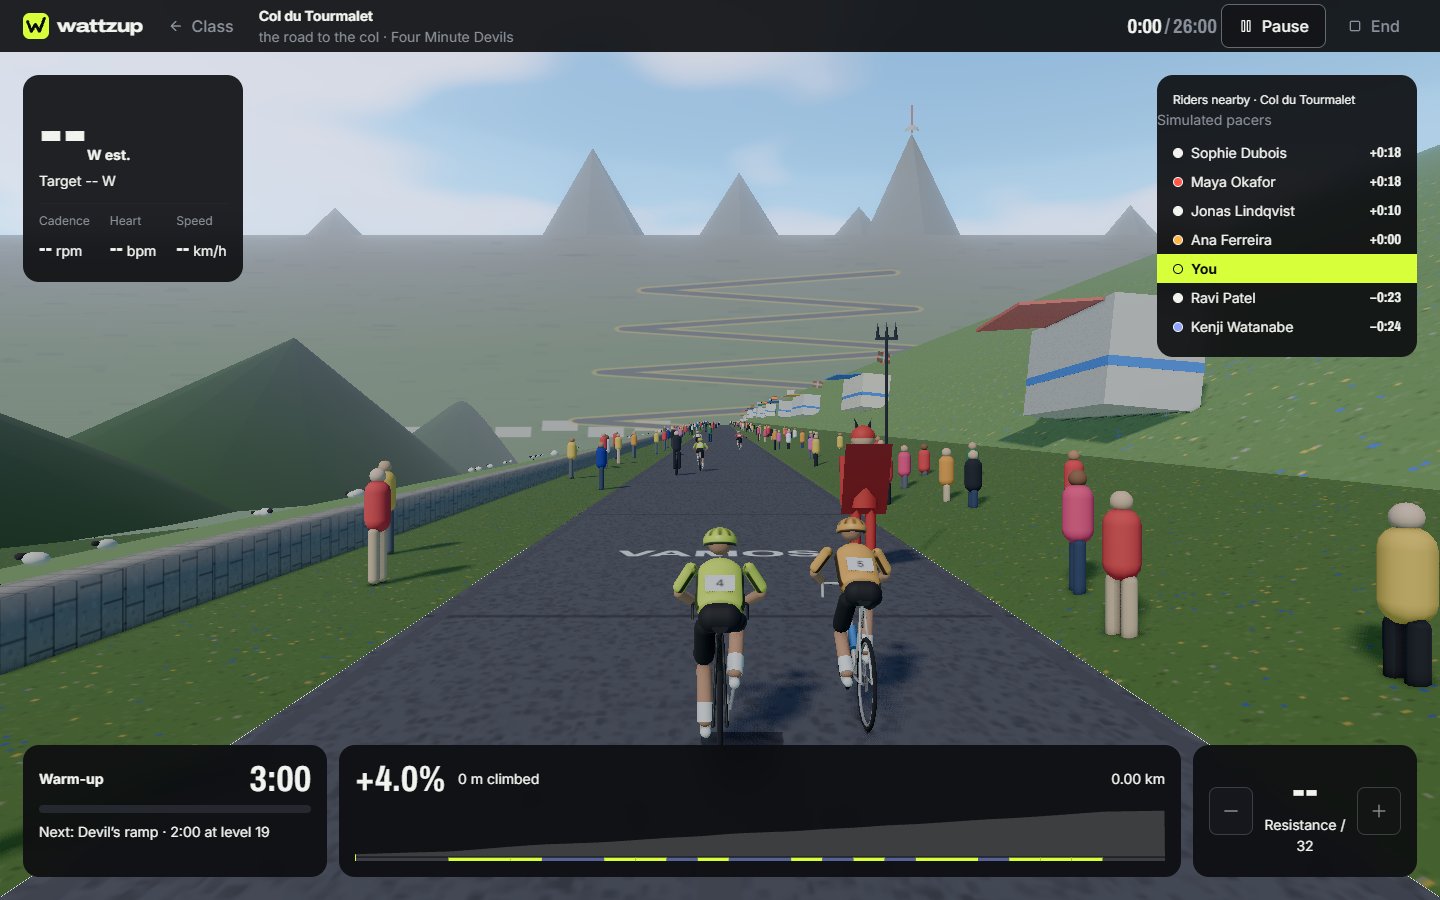 wattzup
Class
Col du Tourmalet
the road to the col · Four Minute Devils
0:00 / 26:00
Pause
End
-- W est.
Target -- W
Cadence Heart Speed
-- rpm -- bpm -- km/h
Riders nearby · Col du Tourmalet
Simulated pacers
Sophie Dubois +0:18
Maya Okafor +0:18
Jonas Lindqvist +0:10
Ana Ferreira +0:00
You
Ravi Patel −0:23
Kenji Watanabe −0:24
VAMOS
4
5
Warm-up 3:00
Next: Devil's ramp · 2:00 at level 19
+4.0% 0 m climbed 0.00 km
--
Resistance /
32